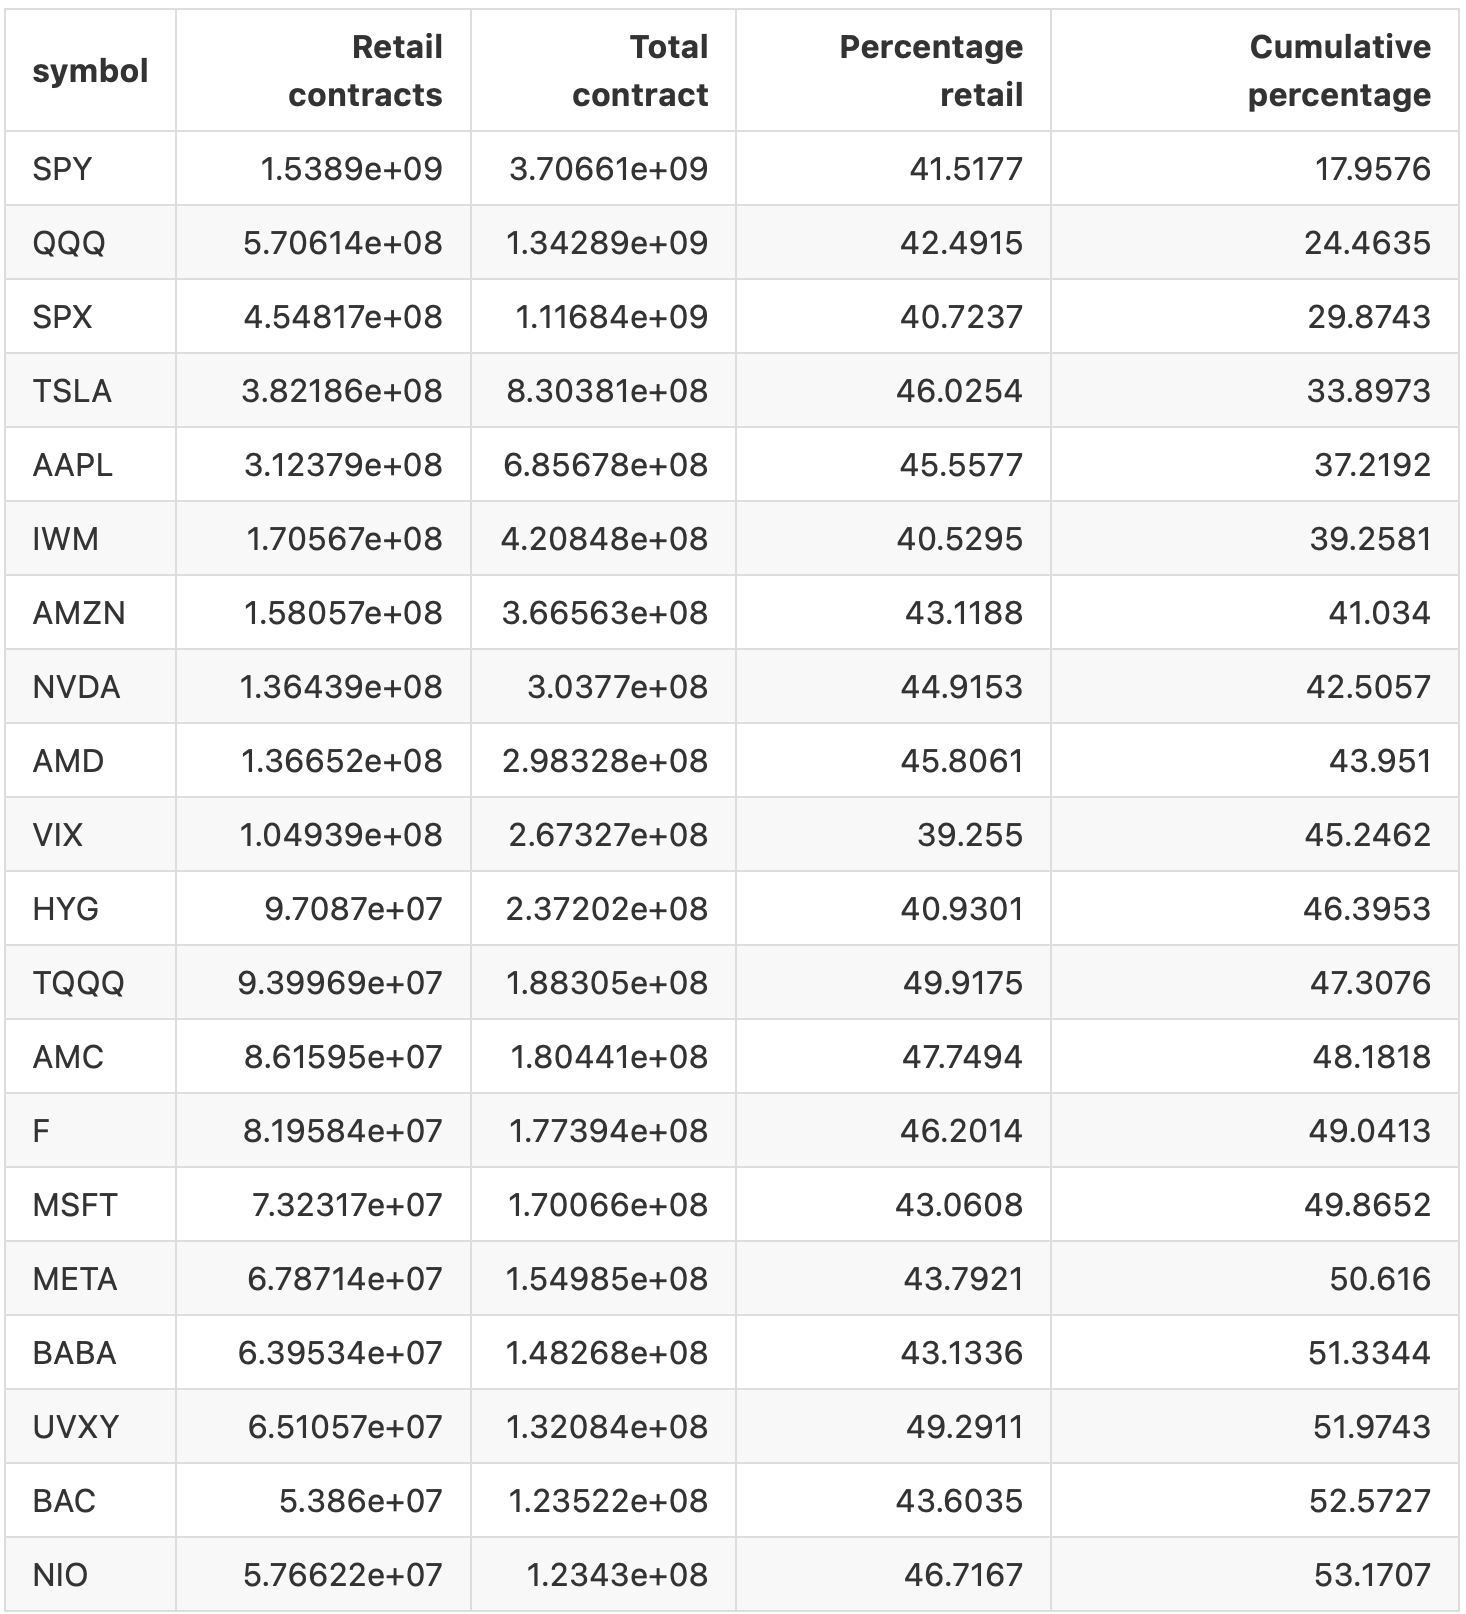 symbol Retail contracts Total contract Percentage retail Cumulative percentage
SPY 1.5389e+09 3.70661e+09 41.5177 17.9576
QQQ 5.70614e+08 1.34289e+09 42.4915 24.4635
SPX 4.54817e+08 1.11684e+09 40.7237 29.8743
TSLA 3.82186e+08 8.30381e+08 46.0254 33.8973
AAPL 3.12379e+08 6.85678e+08 45.5577 37.2192
IWM 1.70567e+08 4.20848e+08 40.5295 39.2581
AMZN 1.58057e+08 3.66563e+08 43.1188 41.034
NVDA 1.36439e+08 3.0377e+08 44.9153 42.5057
AMD 1.36652e+08 2.98328e+08 45.8061 43.951
VIX 1.04939e+08 2.67327e+08 39.255 45.2462
HYG 9.7087e+07 2.37202e+08 40.9301 46.3953
TQQQ 9.39969e+07 1.88305e+08 49.9175 47.3076
AMC 8.61595e+07 1.80441e+08 47.7494 48.1818
F 8.19584e+07 1.77394e+08 46.2014 49.0413
MSFT 7.32317e+07 1.70066e+08 43.0608 49.8652
META 6.78714e+07 1.54985e+08 43.7921 50.616
BABA 6.39534e+07 1.48268e+08 43.1336 51.3344
UVXY 6.51057e+07 1.32084e+08 49.2911 51.9743
BAC 5.386e+07 1.23522e+08 43.6035 52.5727
NIO 5.76622e+07 1.2343e+08 46.7167 53.1707